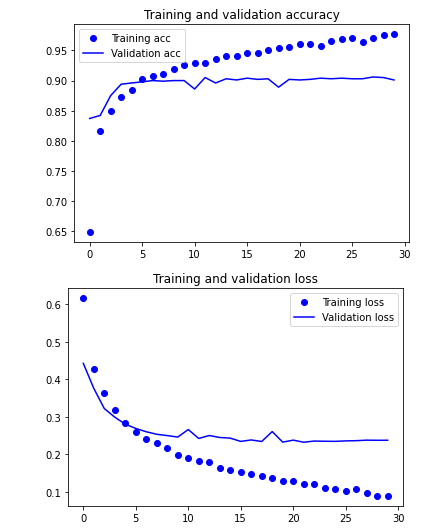 Training and validation accuracy
Training acc
Validation acc
0.95
0.90
0.85
0.80
0.75
0.70
0.65
0 5 10 15 20 25 30
Training and validation loss
Training loss
Validation loss
0.6
0.5
0.4
0.3
0.2
0.1
0 5 10 15 20 25 30